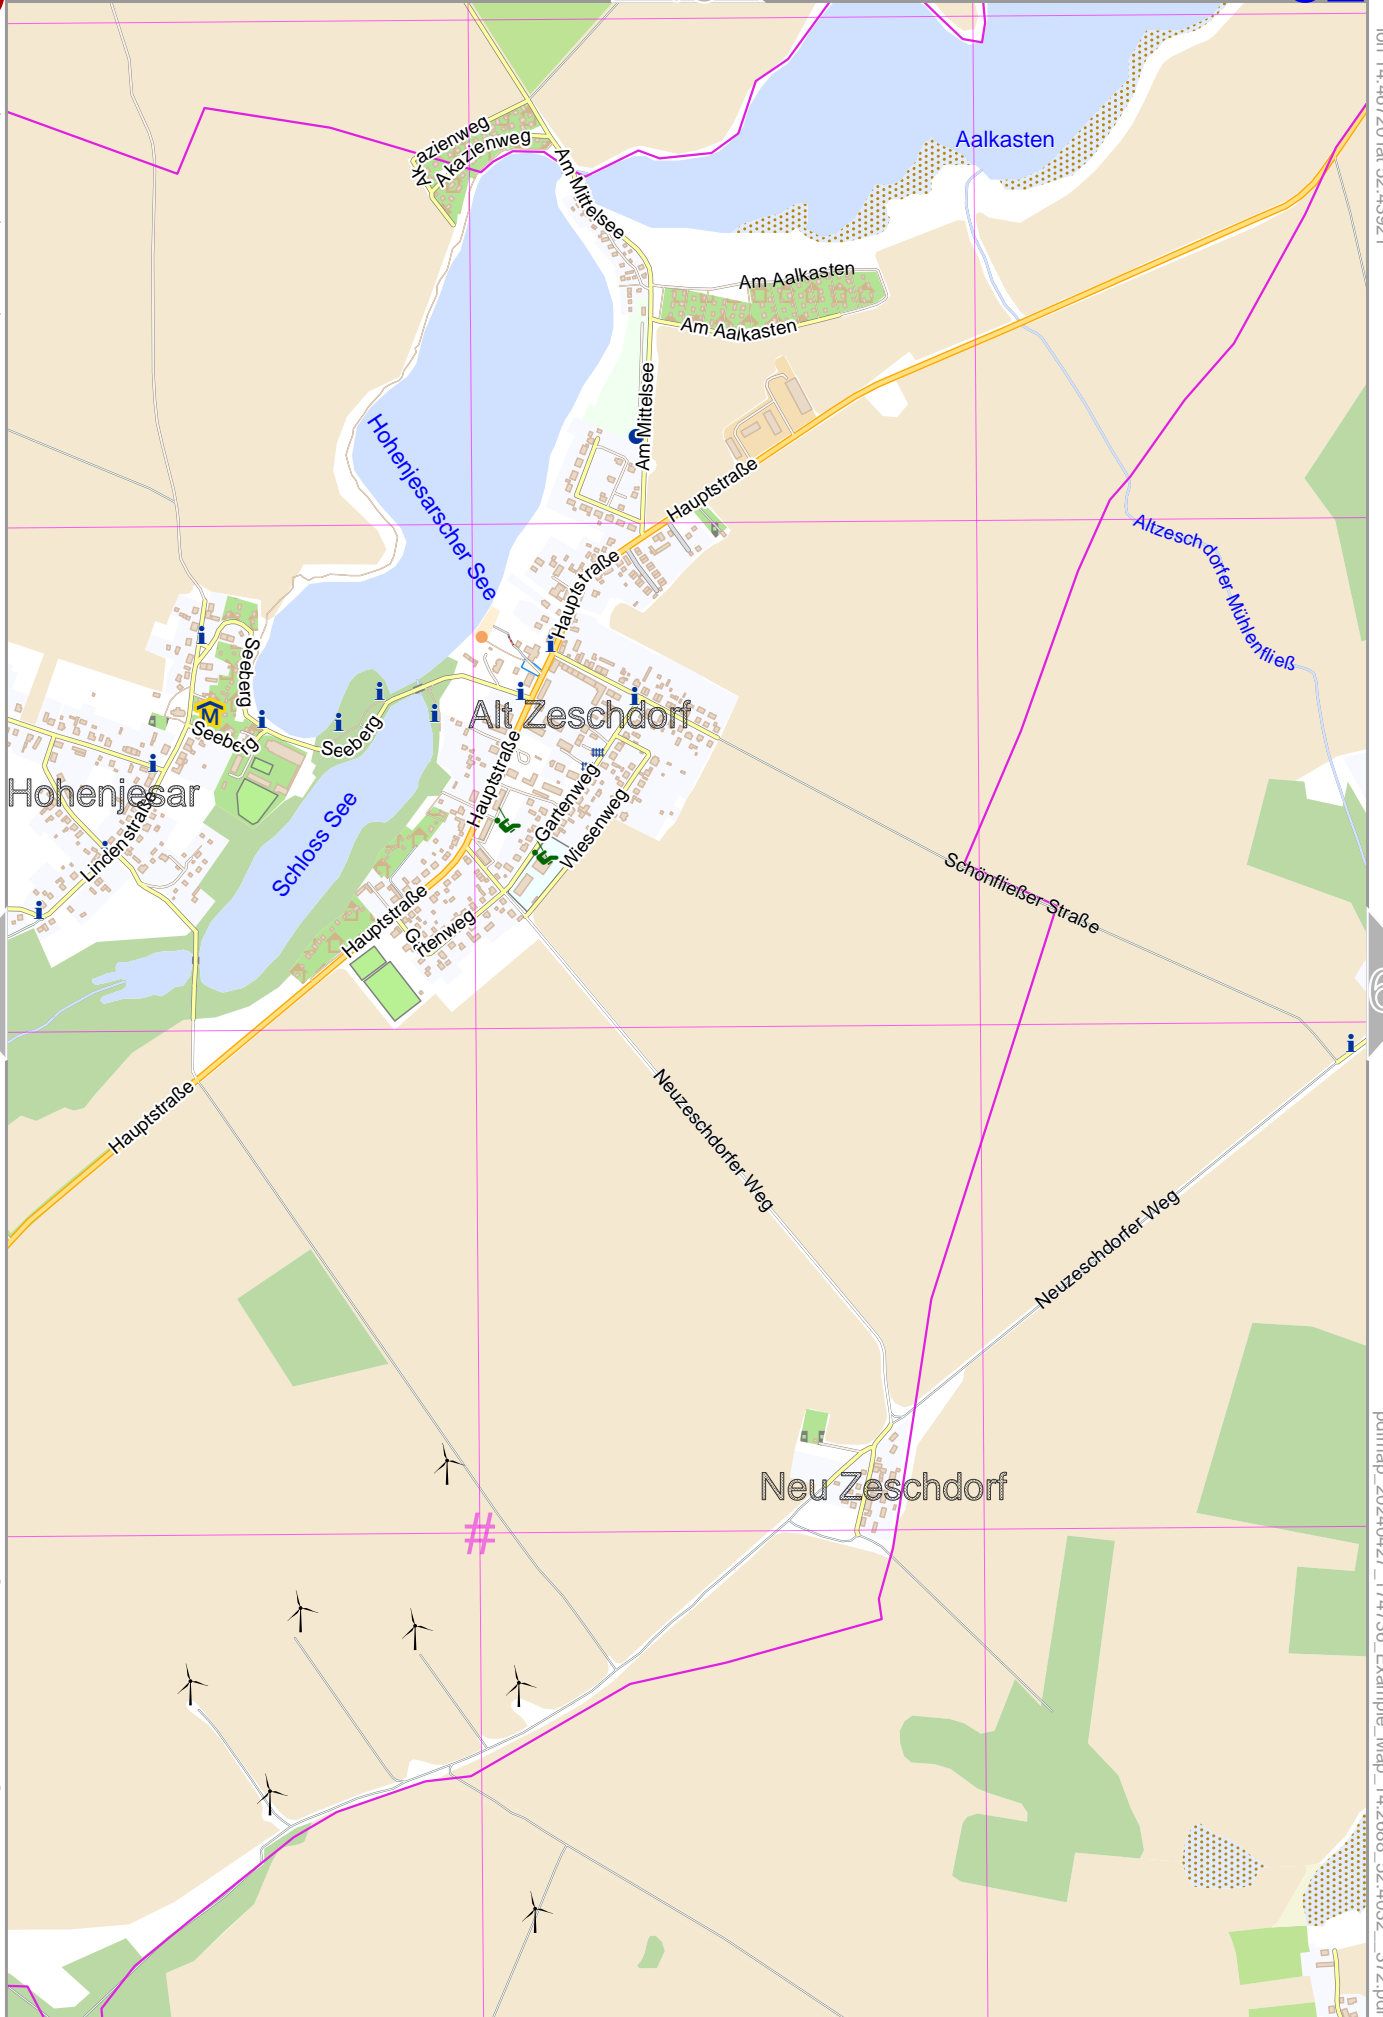 Aalkasten
Akazienweg
Akazienweg
Am Mittelsee
Am Aalkasten
Am Aalkasten
Am Mittelsee
Hohenjesarscher See
Hauptstraße
Altzeschdorfer Mühlenfließ
Hauptstraße
Seeberg
M
Seeberg
Seeberg
Alt Zeschdorf
Hauptstraße
Hohenjesar
Lindenstraße
Schloss See
Gartenweg
Wiesenweg
Schönfließer Straße
Hauptstraße
rtenweg
Hauptstraße
Neuzeschdorfer Weg
Neuzeschdorfer Weg
Neu Zeschdorf
#